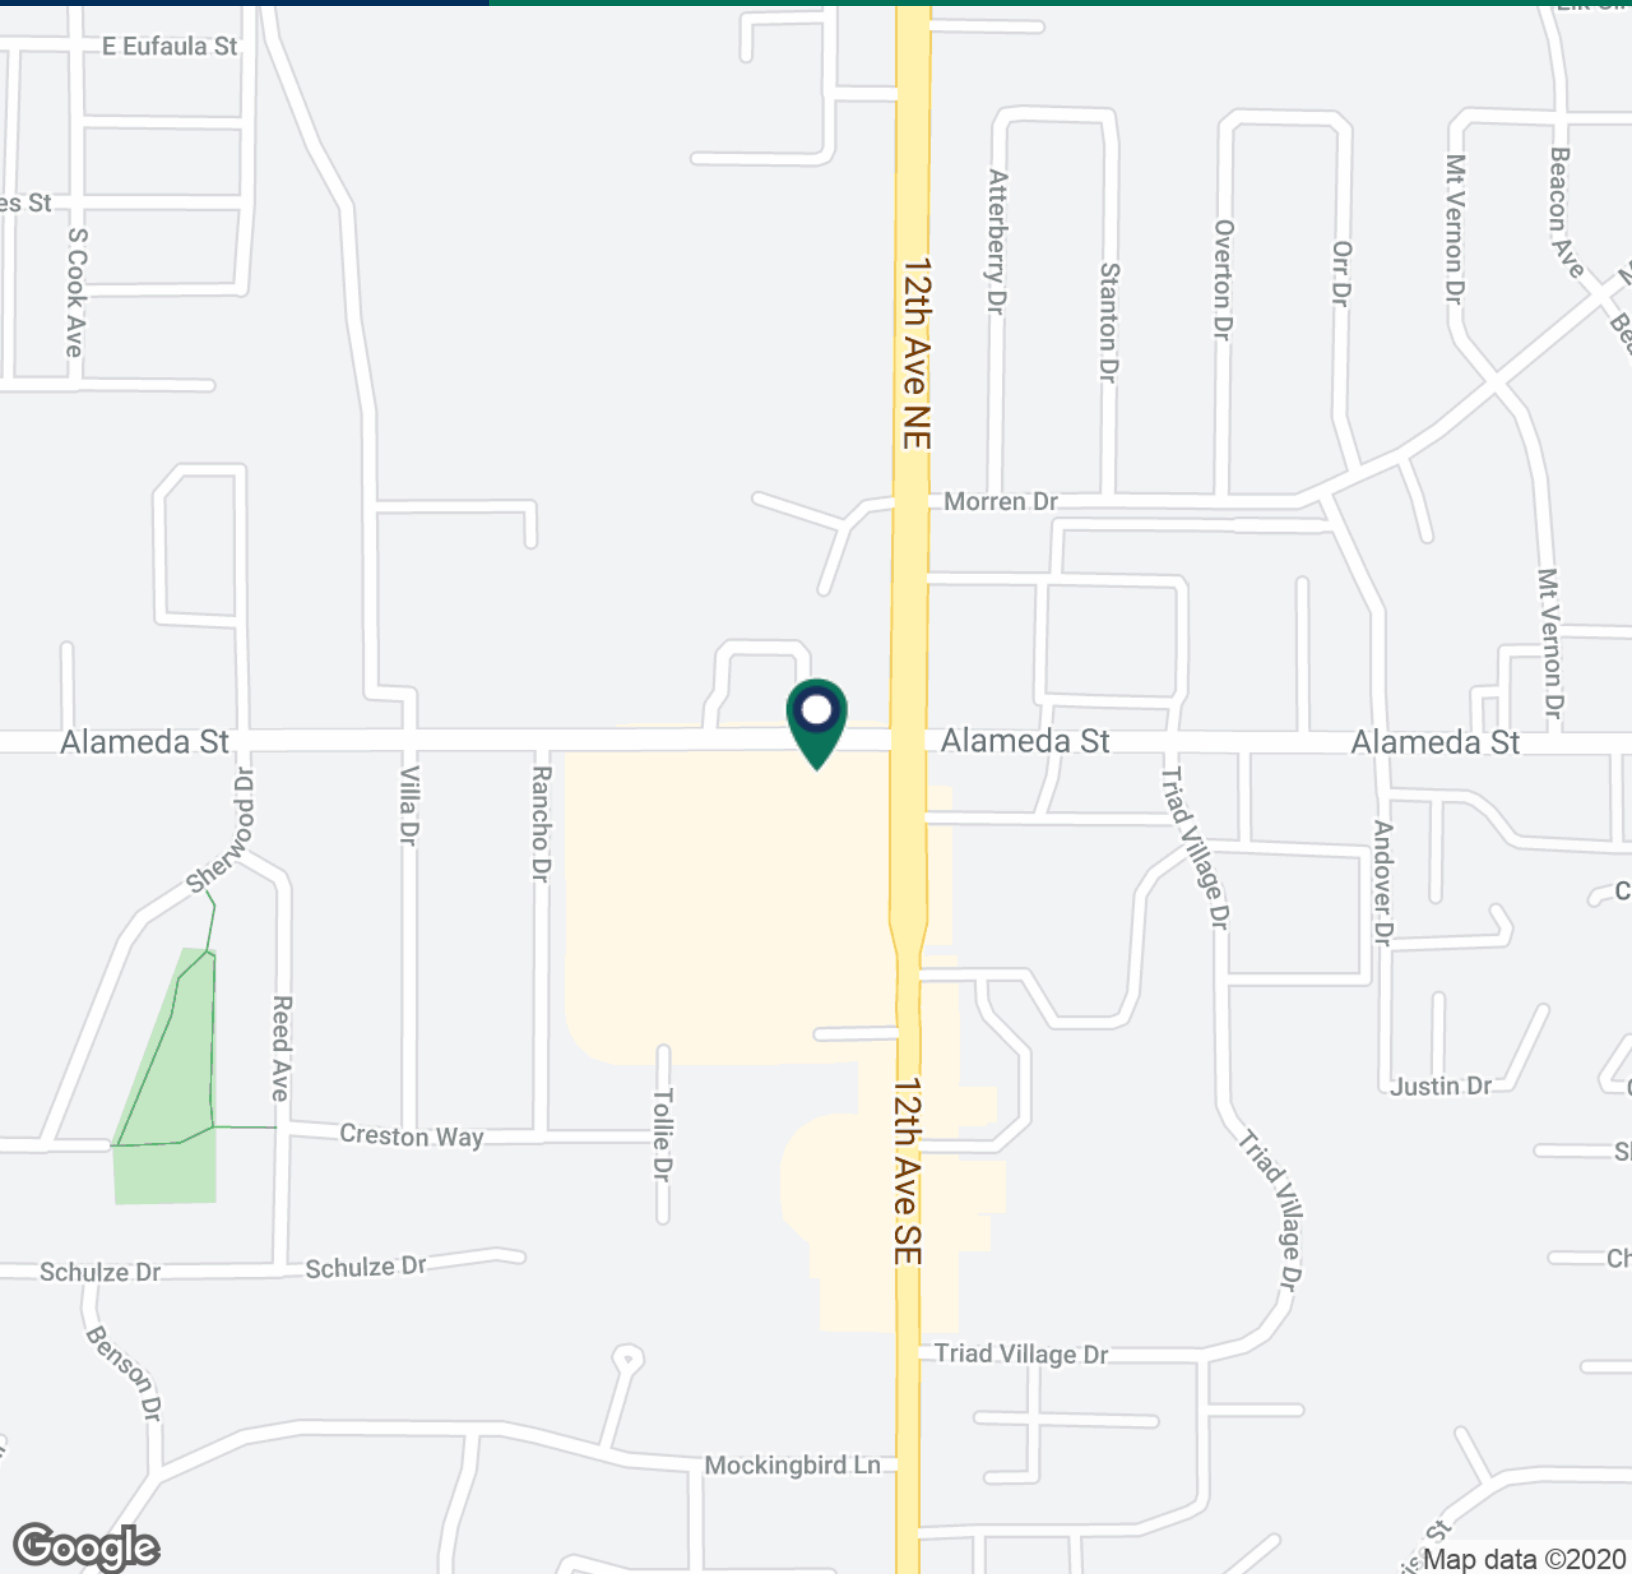 E Eufaula St
es St
S Cook Ave
12th Ave NE
Atterberry Dr
Stanton Dr
Overton Dr
Orr Dr
Mt Vernon Dr
Beacon Ave
Morren Dr
Mt Vernon Dr
Alameda St
Alameda St
Alameda St
Sherwood Dr
Villa Dr
Rancho Dr
Triad Village Dr
Andover Dr
Reed Ave
Creston Way
Tollie Dr
12th Ave SE
Justin Dr
Triad Village Dr
Schulze Dr
Schulze Dr
Ch
Benson Dr
Triad Village Dr
Mockingbird Ln
Google
Map data ©2020